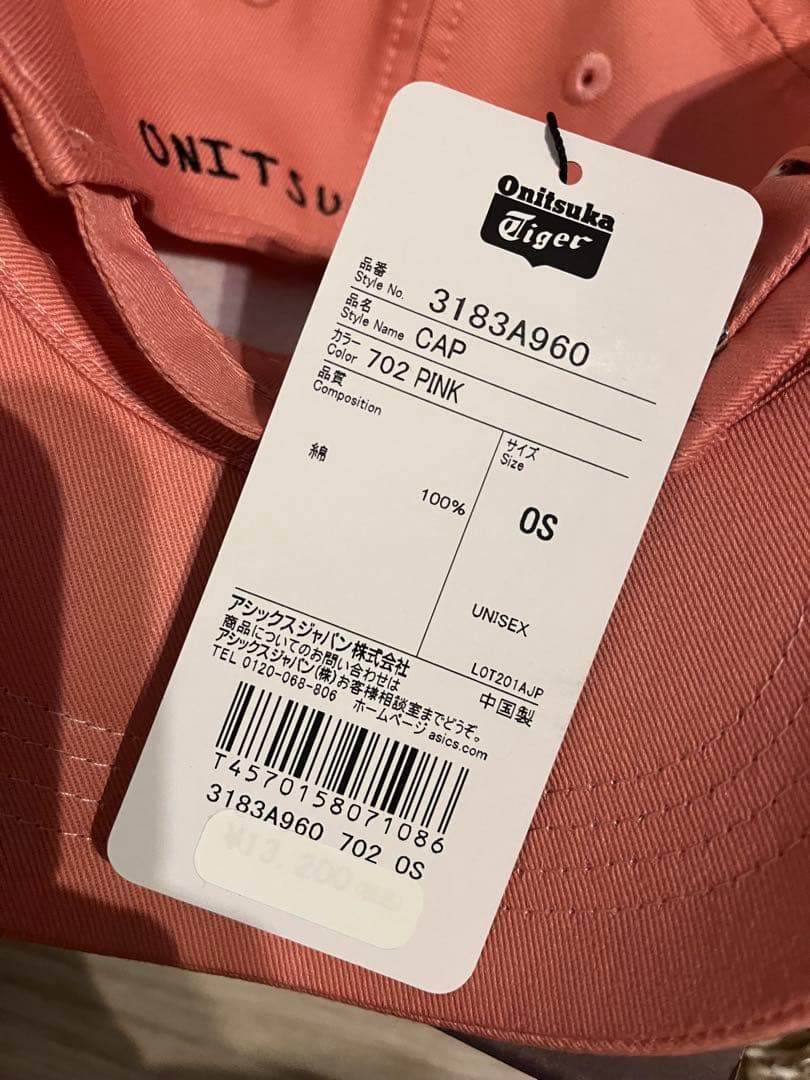 ONITSU
Onitsuka
Tiger
品番
Style No. 3183A960
品名
Style Name CAP
カラー
Color 702 PINK
品質
Composition
綿
100%
サイズ
Size
OS
UNISEX
LOT201AJP
中国製
アシックスジャパン株式会社
商品についてのお問い合わせは
アシックスジャパン(株)お客様相談室までどうぞ。
TEL 0120-068-806 ホームページ asics.com
T4570158071086
3183A960 702 OS
¥13,200